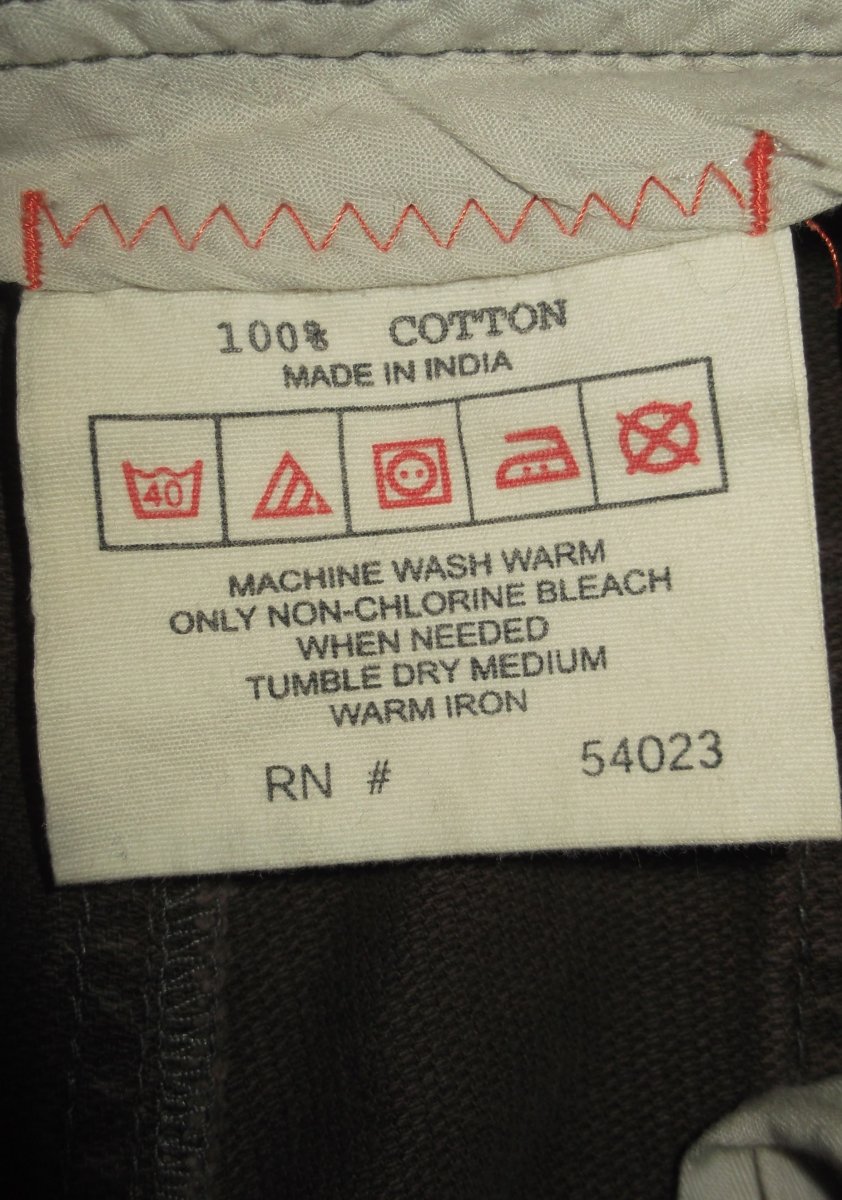 100% COTTON
MADE IN INDIA
40
MACHINE WASH WARM
ONLY NON-CHLORINE BLEACH
WHEN NEEDED
TUMBLE DRY MEDIUM
WARM IRON
RN # 54023